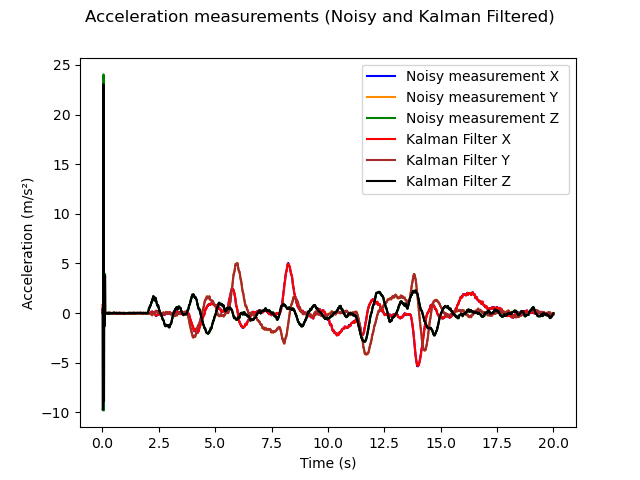 Acceleration measurements (Noisy and Kalman Filtered)
Acceleration (m/s²)
25
20
15
10
5
0
−5
−10
Noisy measurement X
Noisy measurement Y
Noisy measurement Z
Kalman Filter X
Kalman Filter Y
Kalman Filter Z
0.0 2.5 5.0 7.5 10.0 12.5 15.0 17.5 20.0
Time (s)